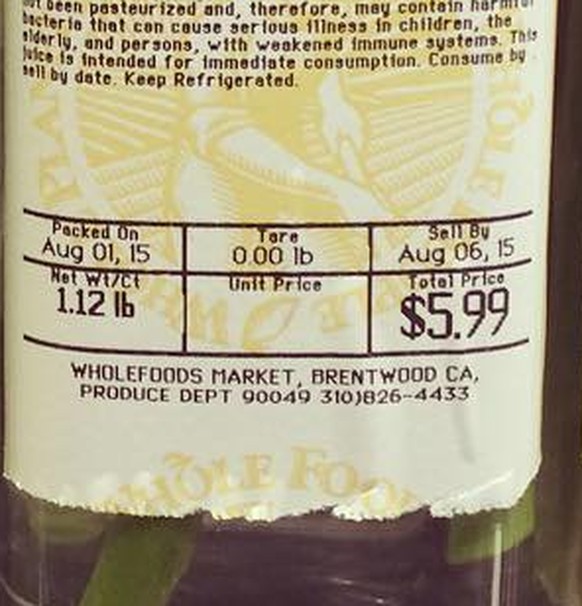 not been pasteurized and, therefore, may contain harmful
bacteria that can cause serious illness in children, the
elderly, and persons, with weakened immune systems. This
juice is intended for immediate consumption. Consume by
sell by date. Keep Refrigerated.
Packed On Tare Sell By
Aug 01, 15 0.00 lb Aug 06, 15
Net Wt/Ct Unit Price Total Price
1.12 lb $5.99
WHOLEFOODS MARKET, BRENTWOOD CA,
PRODUCE DEPT 90049 310)826-4433
WHOLE FOODS